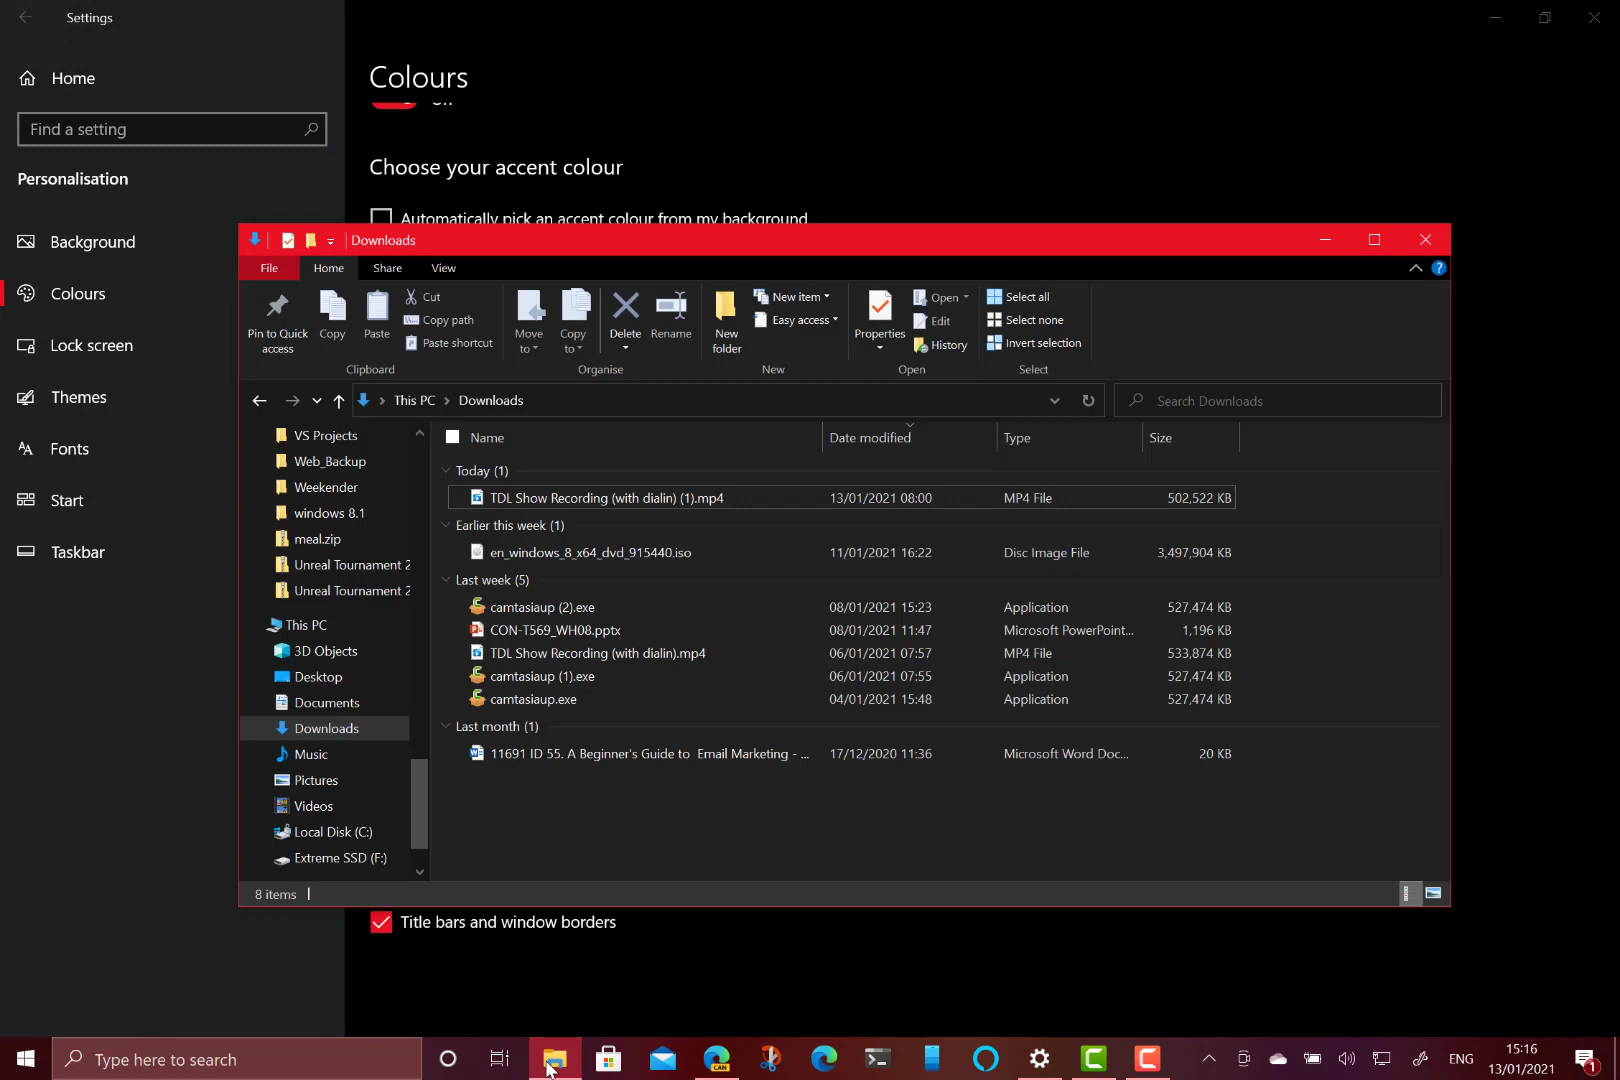 Settings
Home
Find a setting
Personalisation
Background
Colours
Lock screen
Themes
Fonts
Start
Taskbar
Colours
Choose your accent colour
Automatically pick an accent colour from my background
Downloads
File Home Share View
Pin to Quick access
Copy
Paste
Cut
Copy path
Paste shortcut
Clipboard
Move to
Copy to
Delete
Rename
Organise
New folder
New item
Easy access
New
Properties
Open
Edit
History
Open
Select all
Select none
Invert selection
Select
This PC > Downloads
Search Downloads
VS Projects
Web_Backup
Weekender
windows 8.1
meal.zip
Unreal Tournament 2
Unreal Tournament 2
This PC
3D Objects
Desktop
Documents
Downloads
Music
Pictures
Videos
Local Disk (C:)
Extreme SSD (F:)
Name Date modified Type Size
Today (1)
TDL Show Recording (with dialin) (1).mp4 13/01/2021 08:00 MP4 File 502,522 KB
Earlier this week (1)
en_windows_8_x64_dvd_915440.iso 11/01/2021 16:22 Disc Image File 3,497,904 KB
Last week (5)
camtasiaup (2).exe 08/01/2021 15:23 Application 527,474 KB
CON-T569_WH08.pptx 08/01/2021 11:47 Microsoft PowerPoint... 1,196 KB
TDL Show Recording (with dialin).mp4 06/01/2021 07:57 MP4 File 533,874 KB
camtasiaup (1).exe 06/01/2021 07:55 Application 527,474 KB
camtasiaup.exe 04/01/2021 15:48 Application 527,474 KB
Last month (1)
11691 ID 55. A Beginner's Guide to Email Marketing - ... 17/12/2020 11:36 Microsoft Word Doc... 20 KB
8 items
Title bars and window borders
Type here to search
CAN
ENG
15:16
13/01/2021
1